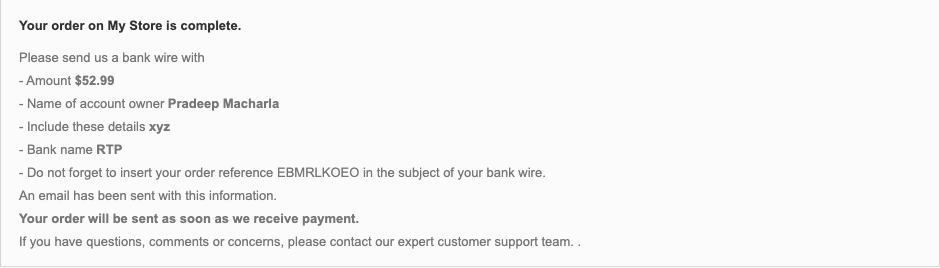 Your order on My Store is complete.
Please send us a bank wire with
- Amount $52.99
- Name of account owner Pradeep Macharla
- Include these details xyz
- Bank name RTP
- Do not forget to insert your order reference EBMRLKOEO in the subject of your bank wire.
An email has been sent with this information.
Your order will be sent as soon as we receive payment.
If you have questions, comments or concerns, please contact our expert customer support team. .